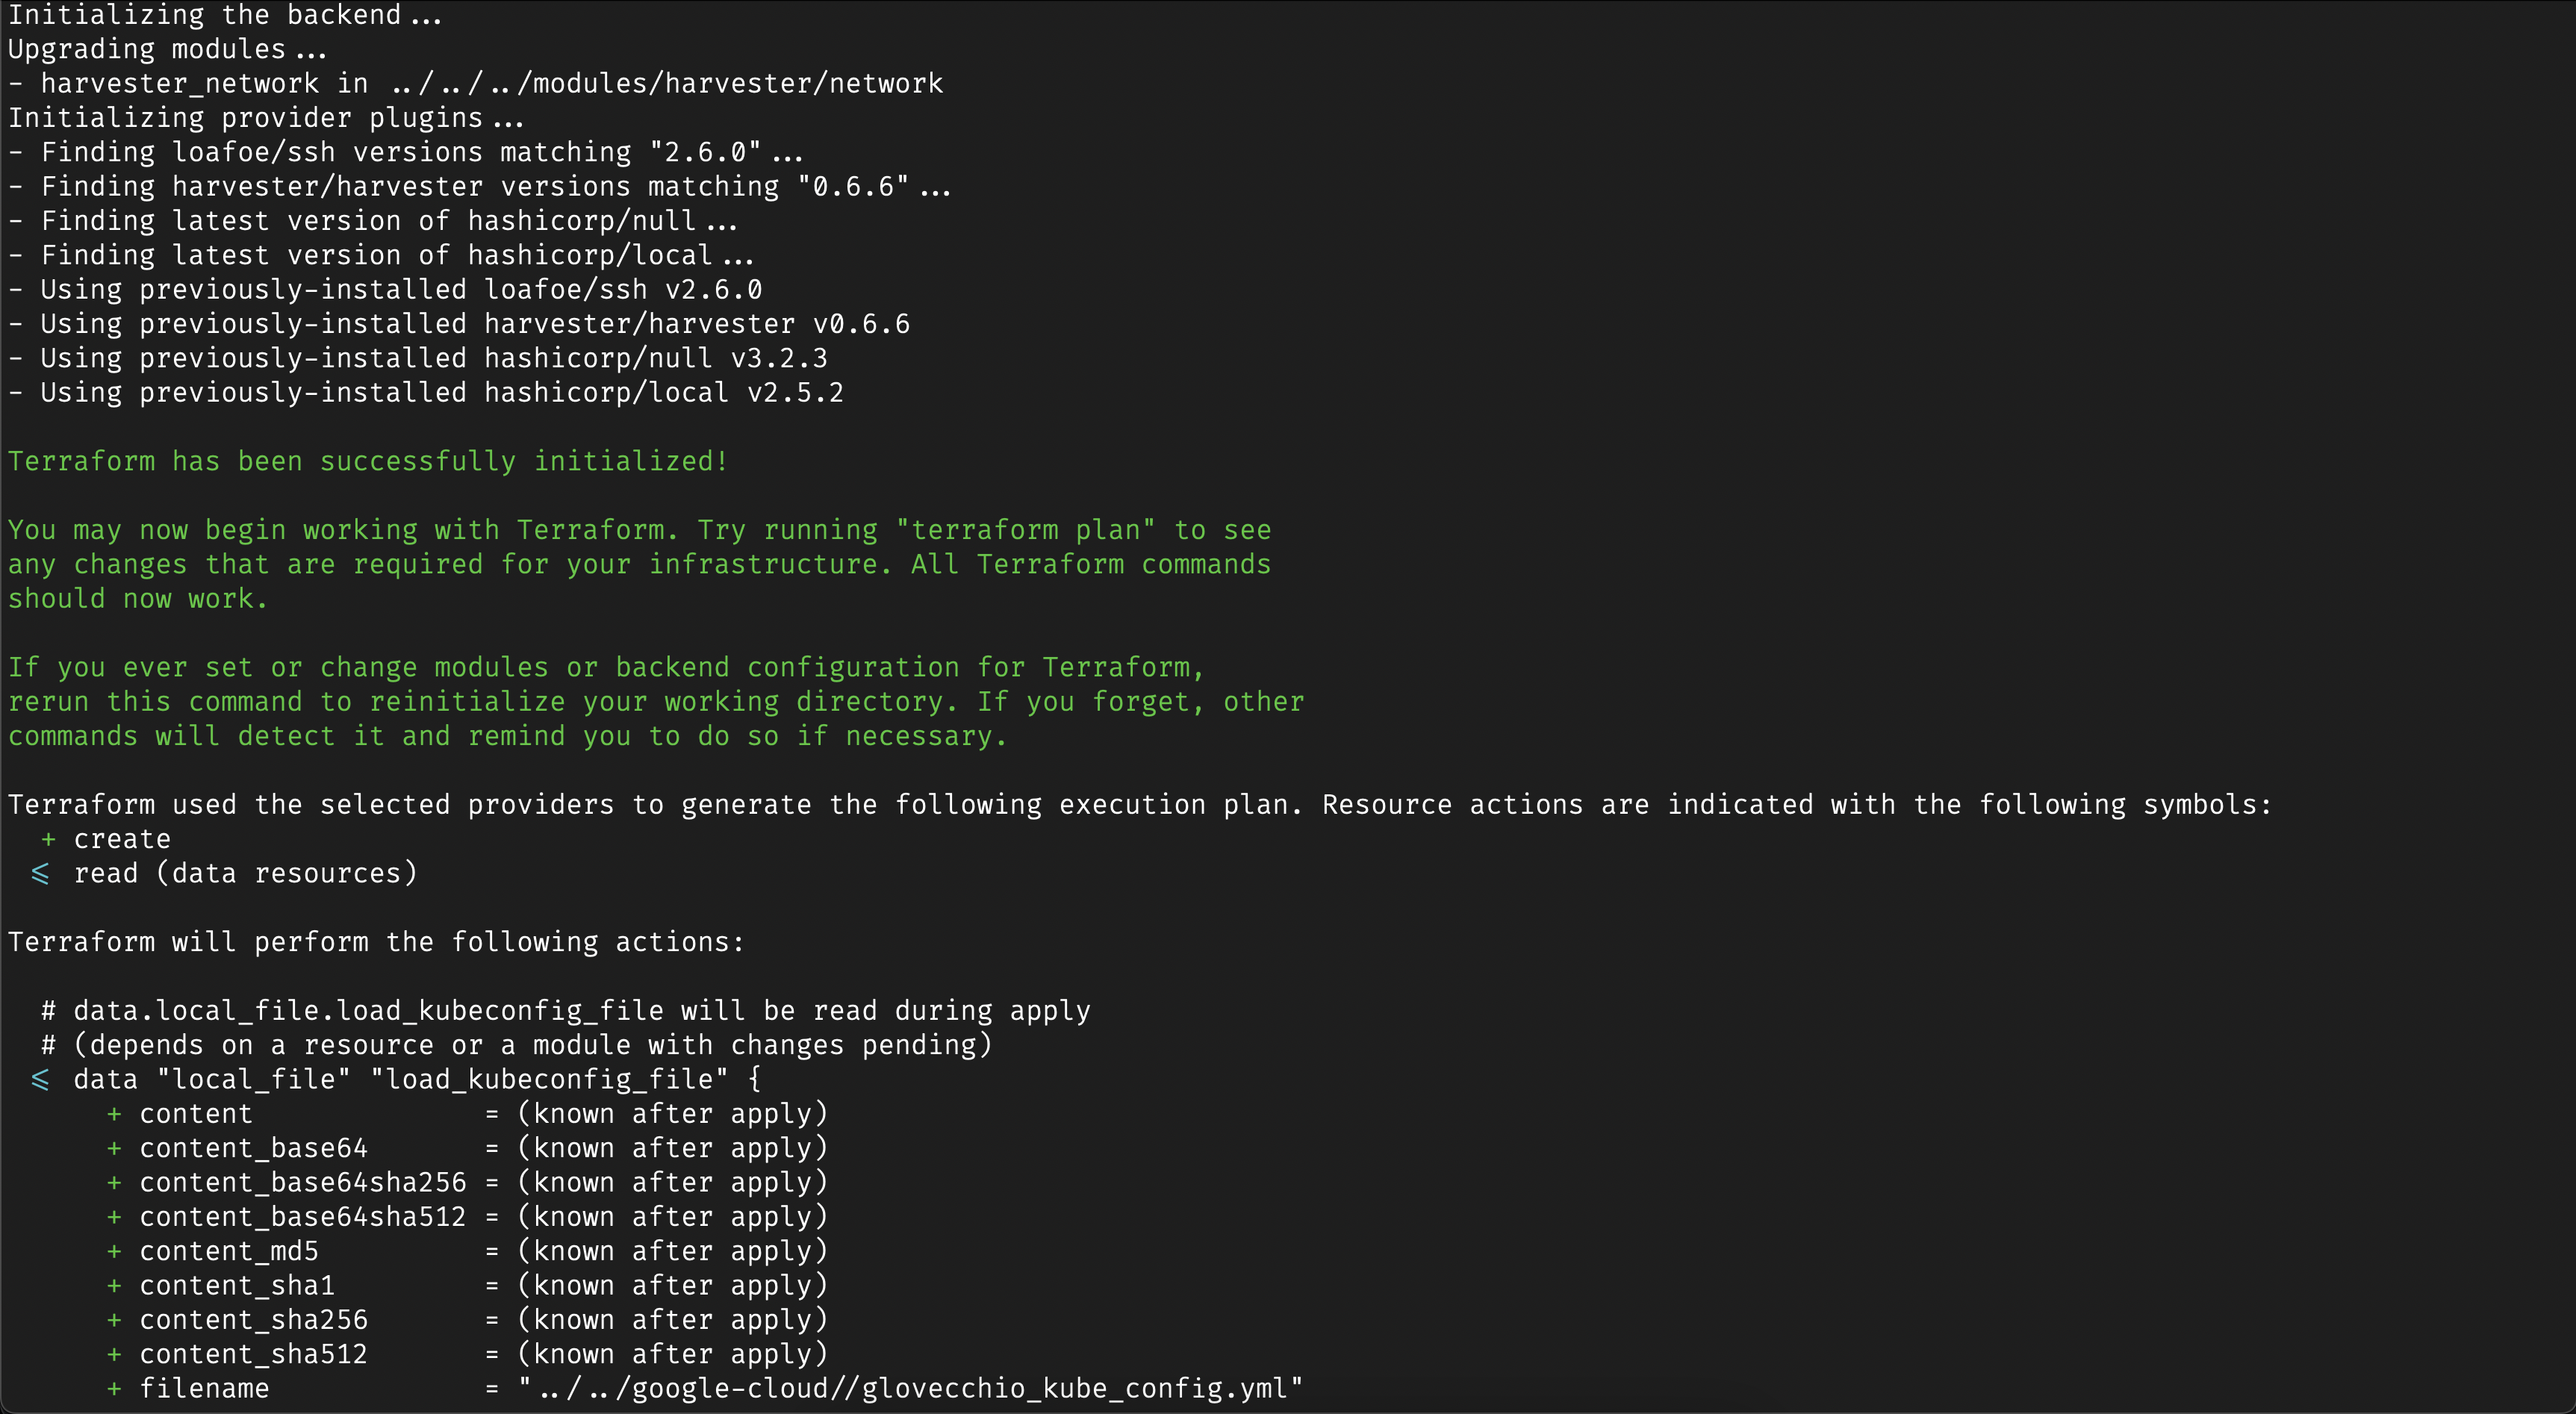 Initializing the backend...
Upgrading modules...
- harvester_network in ../../../modules/harvester/network
Initializing provider plugins...
- Finding loafoe/ssh versions matching "2.6.0"...
- Finding harvester/harvester versions matching "0.6.6"...
- Finding latest version of hashicorp/null...
- Finding latest version of hashicorp/local...
- Using previously-installed loafoe/ssh v2.6.0
- Using previously-installed harvester/harvester v0.6.6
- Using previously-installed hashicorp/null v3.2.3
- Using previously-installed hashicorp/local v2.5.2
Terraform has been successfully initialized!
You may now begin working with Terraform. Try running "terraform plan" to see
any changes that are required for your infrastructure. All Terraform commands
should now work.
If you ever set or change modules or backend configuration for Terraform,
rerun this command to reinitialize your working directory. If you forget, other
commands will detect it and remind you to do so if necessary.
Terraform used the selected providers to generate the following execution plan. Resource actions are indicated with the following symbols:
  + create
 <= read (data resources)
Terraform will perform the following actions:
  # data.local_file.load_kubeconfig_file will be read during apply
  # (depends on a resource or a module with changes pending)
 <= data "local_file" "load_kubeconfig_file" {
      + content              = (known after apply)
      + content_base64       = (known after apply)
      + content_base64sha256 = (known after apply)
      + content_base64sha512 = (known after apply)
      + content_md5          = (known after apply)
      + content_sha1         = (known after apply)
      + content_sha256       = (known after apply)
      + content_sha512       = (known after apply)
      + filename             = "../../google-cloud//glovecchio_kube_config.yml"